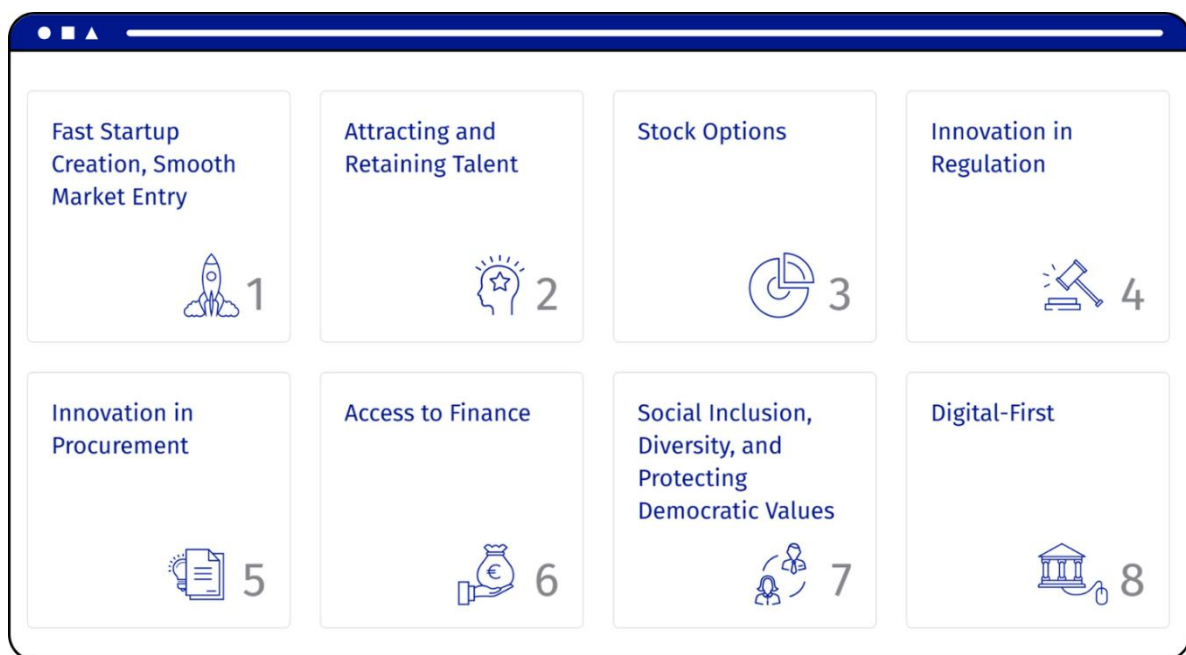 Fast Startup
Creation, Smooth
Market Entry
1
Attracting and
Retaining Talent
2
Stock Options
3
Innovation in
Regulation
4
Innovation in
Procurement
5
Access to Finance
€
6
Social Inclusion,
Diversity, and
Protecting
Democratic Values
7
Digital-First
8